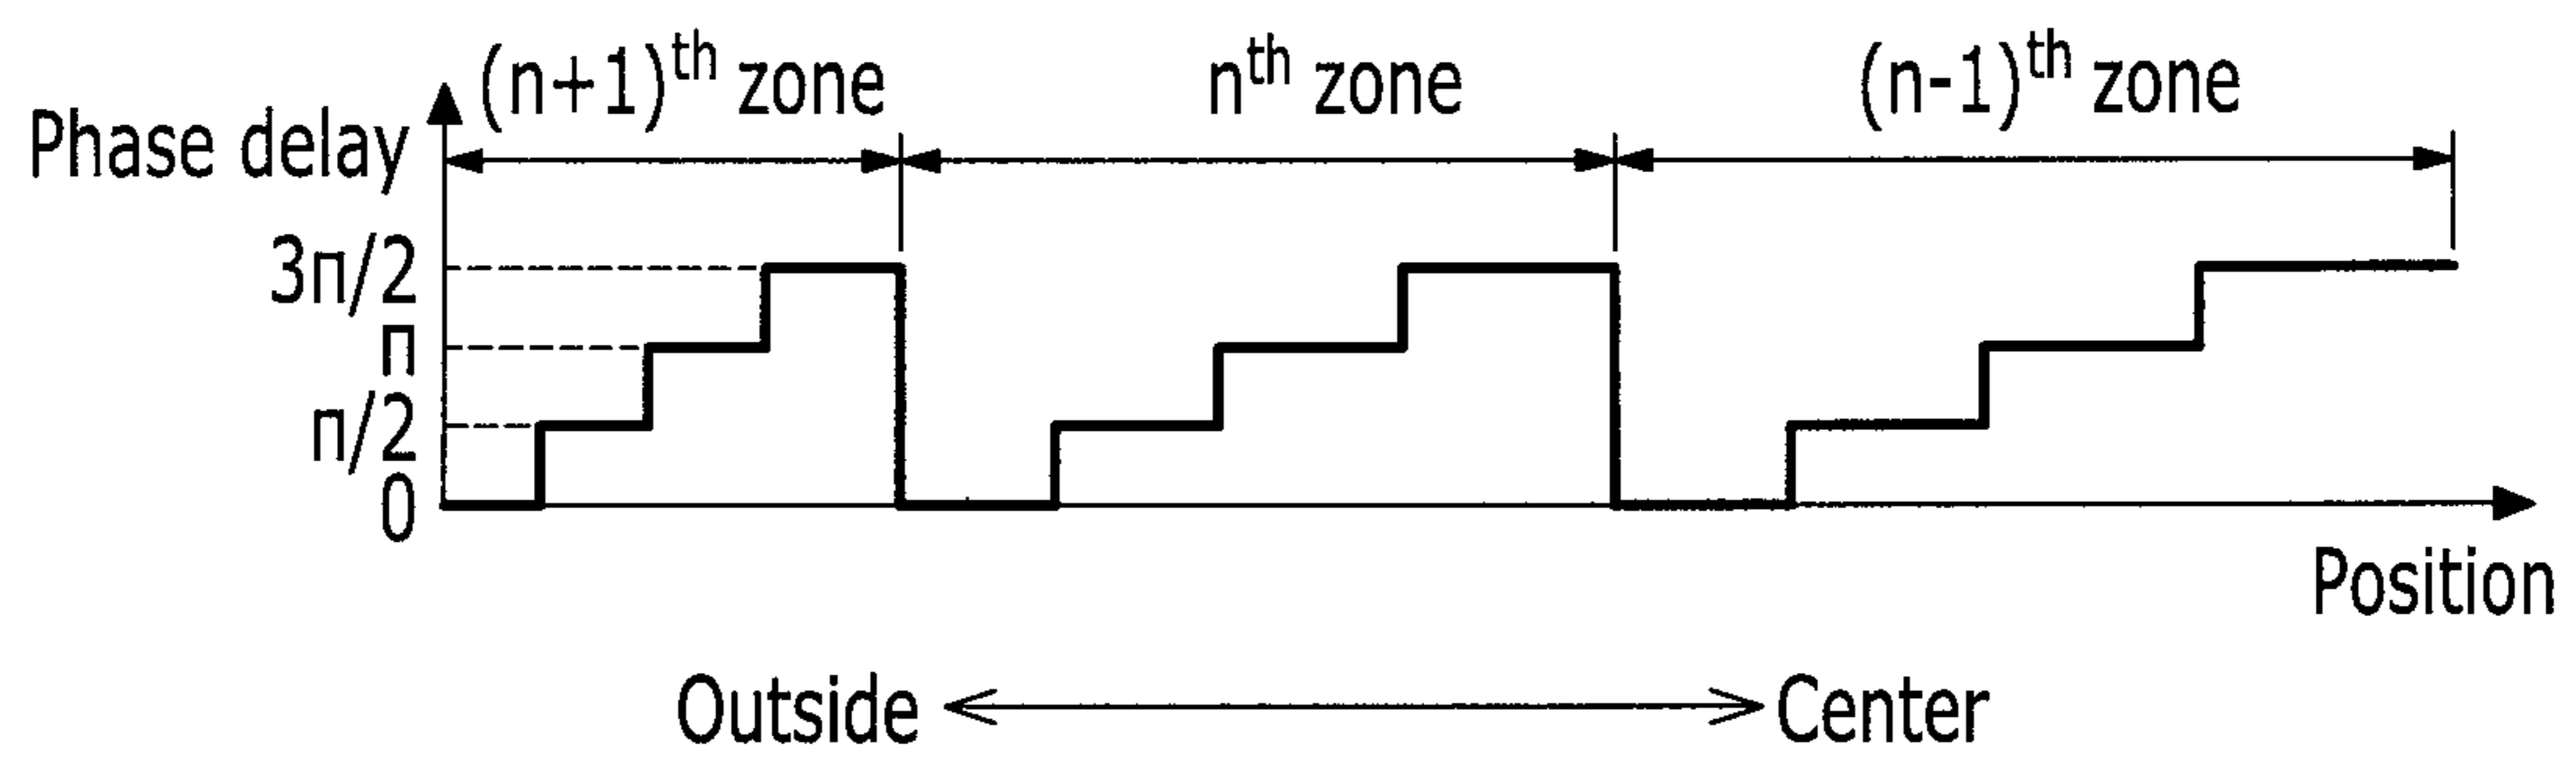 (n+1)th zone nth zone (n-1)th zone
Phase delay
3π/2
π
π/2
0
Position
Outside Center